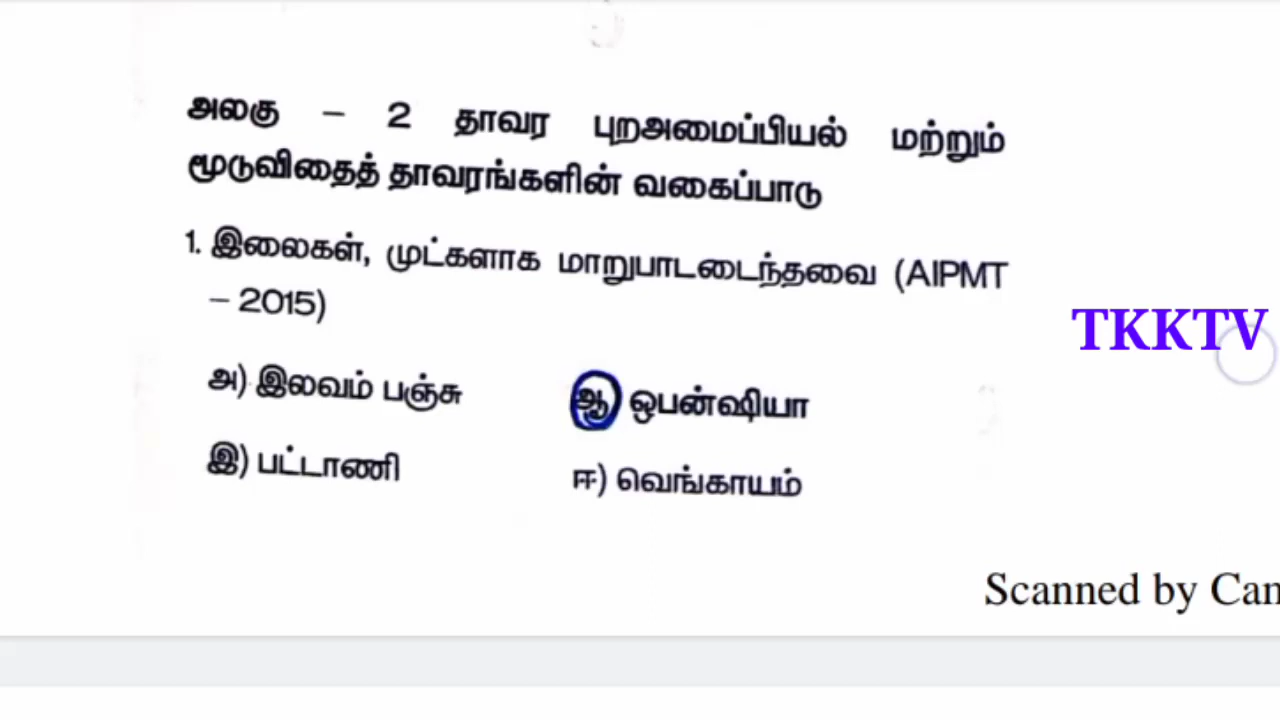 அலகு – 2 தாவர புறஅமைப்பியல் மற்றும்
மூடுவிதைத் தாவரங்களின் வகைப்பாடு
1. இலைகள், முட்களாக மாறுபாடடைந்தவை (AIPMT
– 2015)
அ) இலவம் பஞ்சு ஆ) ஒபன்ஷியா
இ) பட்டாணி ஈ) வெங்காயம்
TKKTV
Scanned by Can